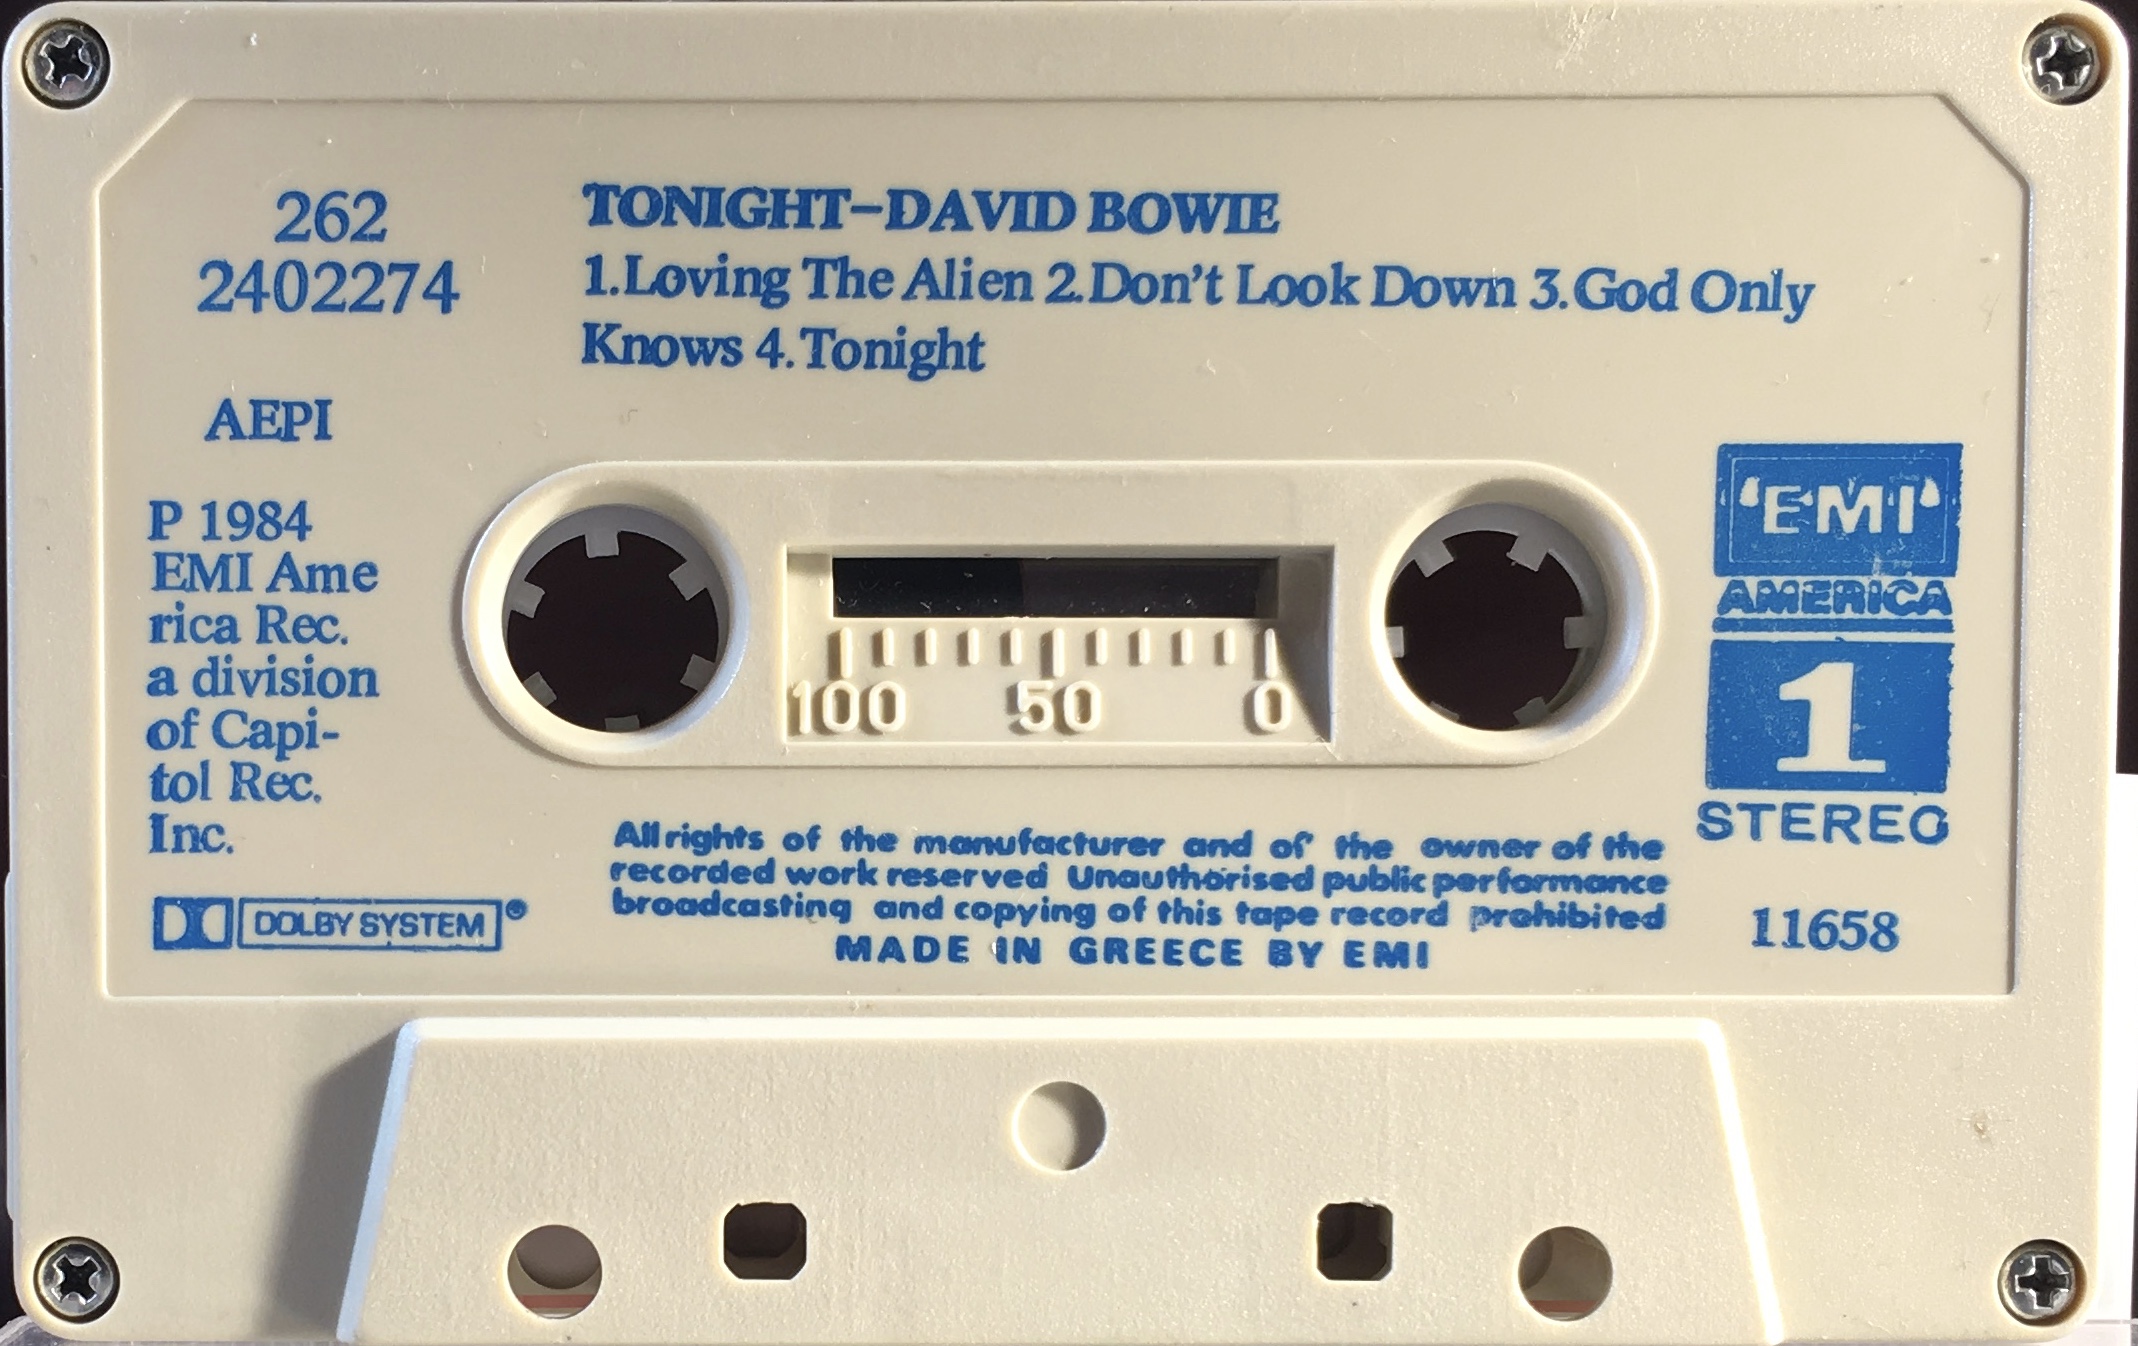 262
2402274
TONIGHT–DAVID BOWIE
1.Loving The Alien 2.Don't Look Down 3.God Only
Knows 4.Tonight
AEPI
P 1984
EMI Ame
rica Rec.
a division
of Capi-
tol Rec.
Inc.
DOLBY SYSTEM®
100 50 0
'EMI'
AMERICA
1
STEREO
11658
All rights of the manufacturer and of the owner of the
recorded work reserved Unauthorised public performance
broadcasting and copying of this tape record prohibited
MADE IN GREECE BY EMI